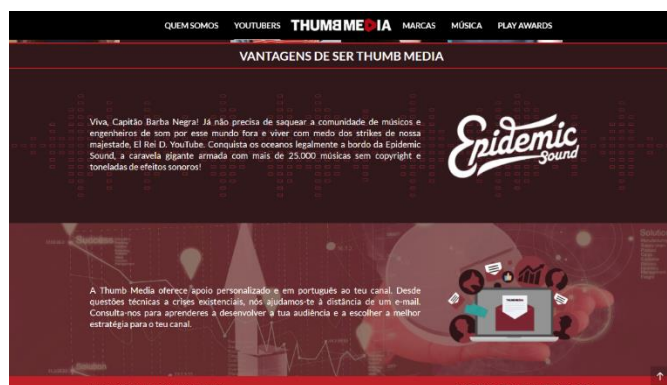 QUEM SOMOS YOUTUBERS THUMBMEDIA MARCAS MÚSICA PLAY AWARDS
VANTAGENS DE SER THUMB MEDIA
Viva, Capitão Barba Negra! Já não precisa de saquear a comunidade de músicos e
engenheiros de som por esse mundo fora e viver com medo dos strikes de nossa
majestade, El Rei D. YouTube. Conquista os oceanos legalmente a bordo da Epidemic
Sound, a caravela gigante armada com mais de 25.000 músicas sem copyright e
toneladas de efeitos sonoros!
Epidemic
Sound
Solution
A Thumb Media oferece apoio personalizado e em português ao teu canal. Desde
questões técnicas a crises existenciais, nós ajudamos-te à distância de um e-mail.
Consulta-nos para aprenderes a desenvolver a tua audiência e a escolher a melhor
estratégia para o teu canal.
THUMBMEDIA
Solution